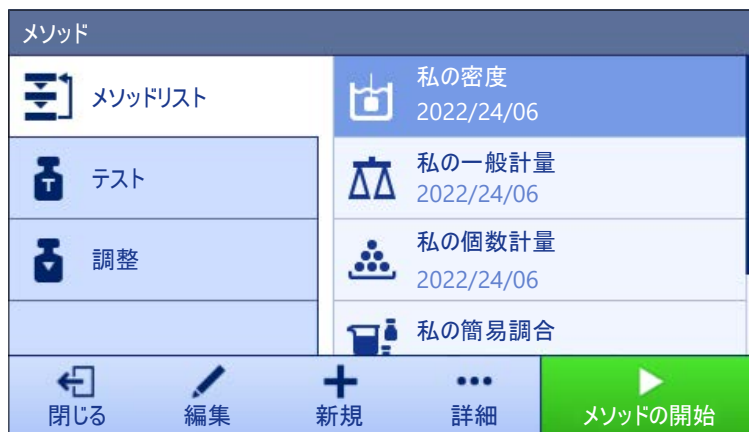 メソッド
メソッドリスト
テスト
調整
私の密度
2022/24/06
私の一般計量
2022/24/06
私の個数計量
2022/24/06
私の簡易調合
閉じる
編集
新規
詳細
メソッドの開始